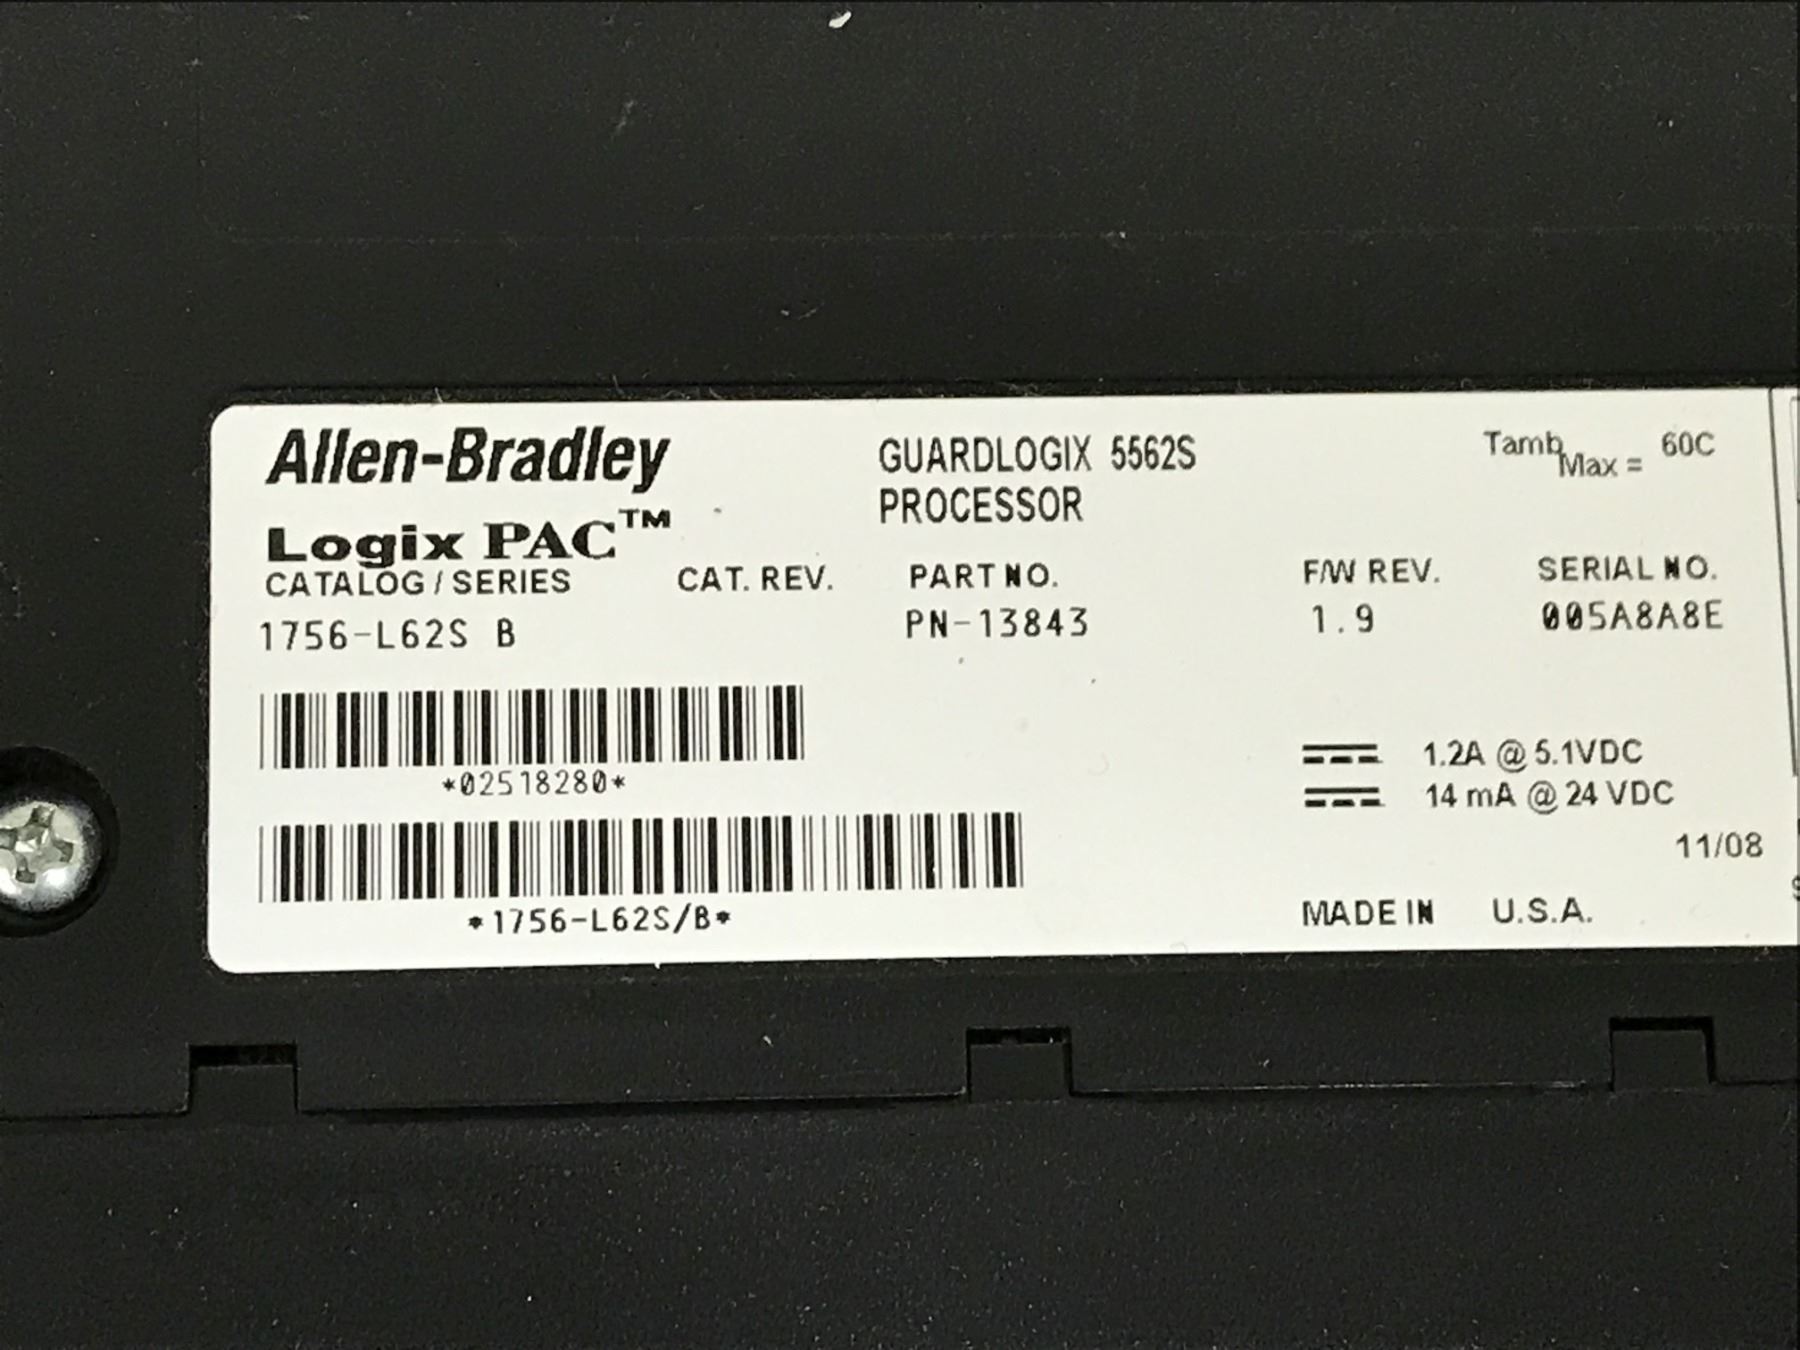 Allen-Bradley
Logix PAC™
GUARDLOGIX 5562S
PROCESSOR
Tamb Max = 60C
CATALOG / SERIES CAT. REV. PART NO. F/W REV. SERIAL NO.
1756-L62S B PN-13843 1.9 005A8A8E
*02518280*
1.2A @ 5.1VDC
14 mA @ 24 VDC
11/08
*1756-L62S/B*
MADE IN U.S.A.